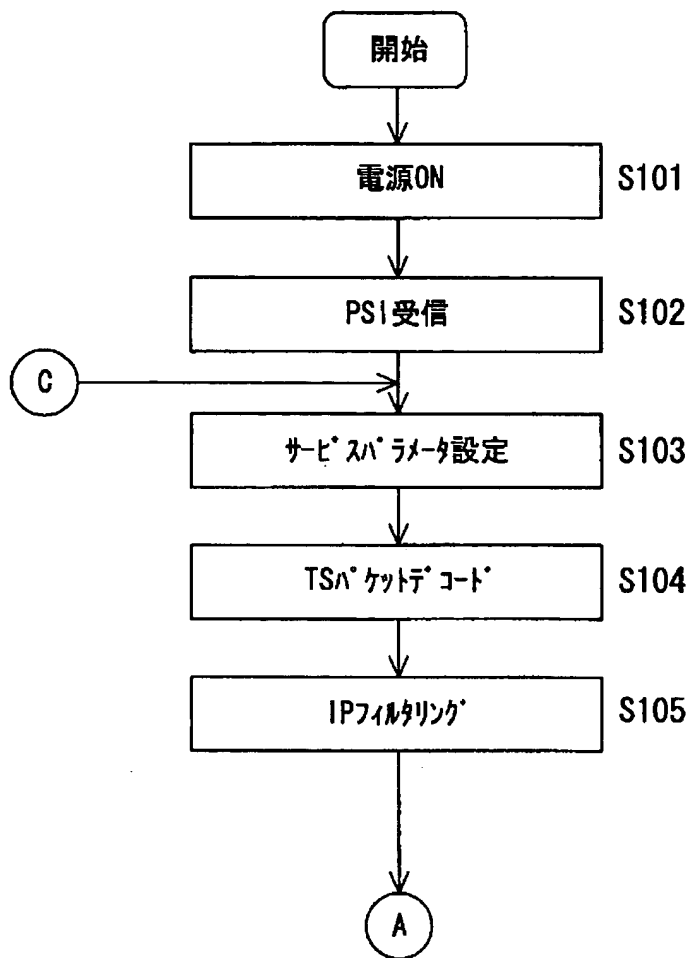 開始
電源ON
S101
PSI受信
S102
C
サービスパラメータ設定
S103
TSパケットデコード
S104
IPフィルタリング
S105
A